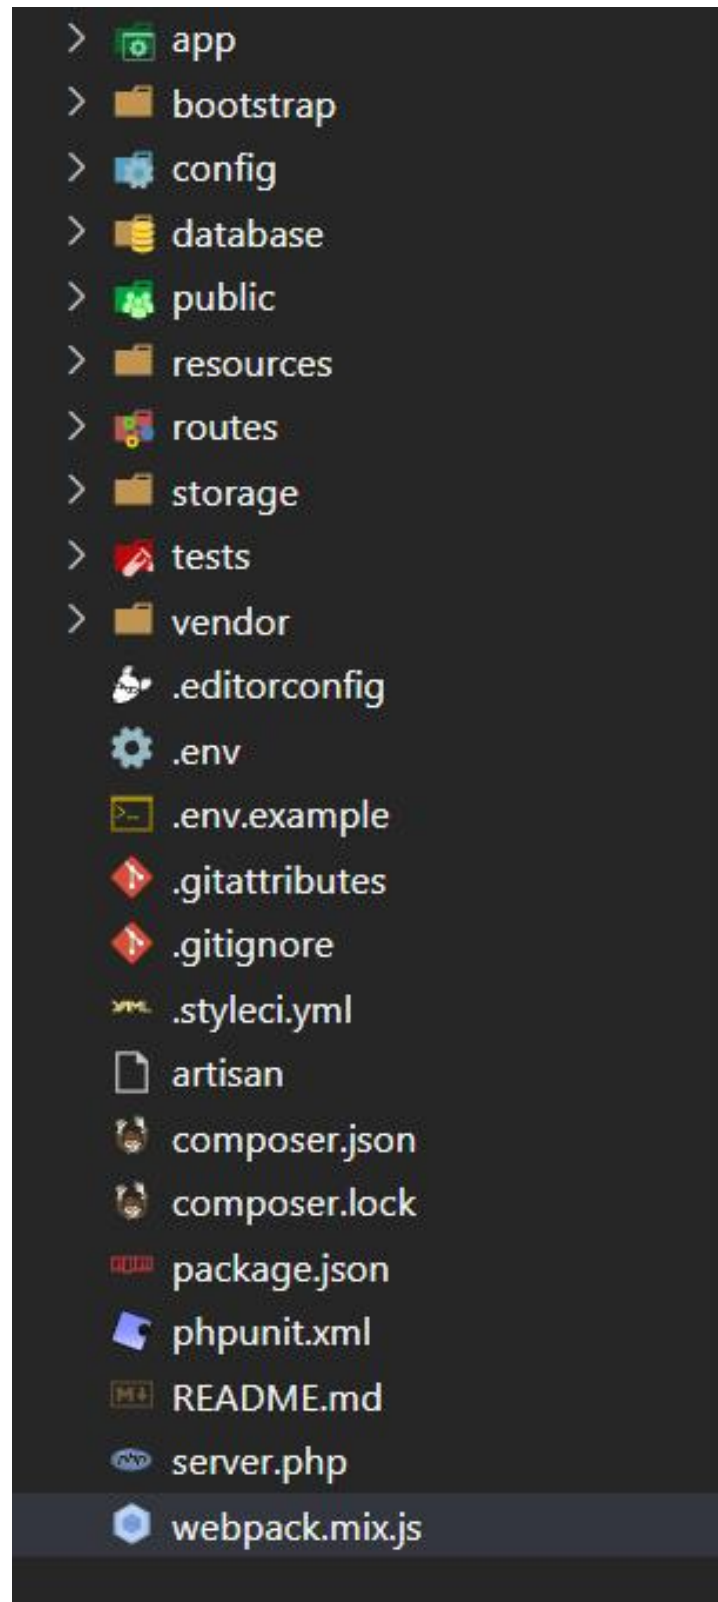 app
bootstrap
config
database
public
resources
routes
storage
tests
vendor
.editorconfig
.env
.env.example
.gitattributes
.gitignore
.styleci.yml
artisan
composer.json
composer.lock
package.json
phpunit.xml
README.md
server.php
webpack.mix.js